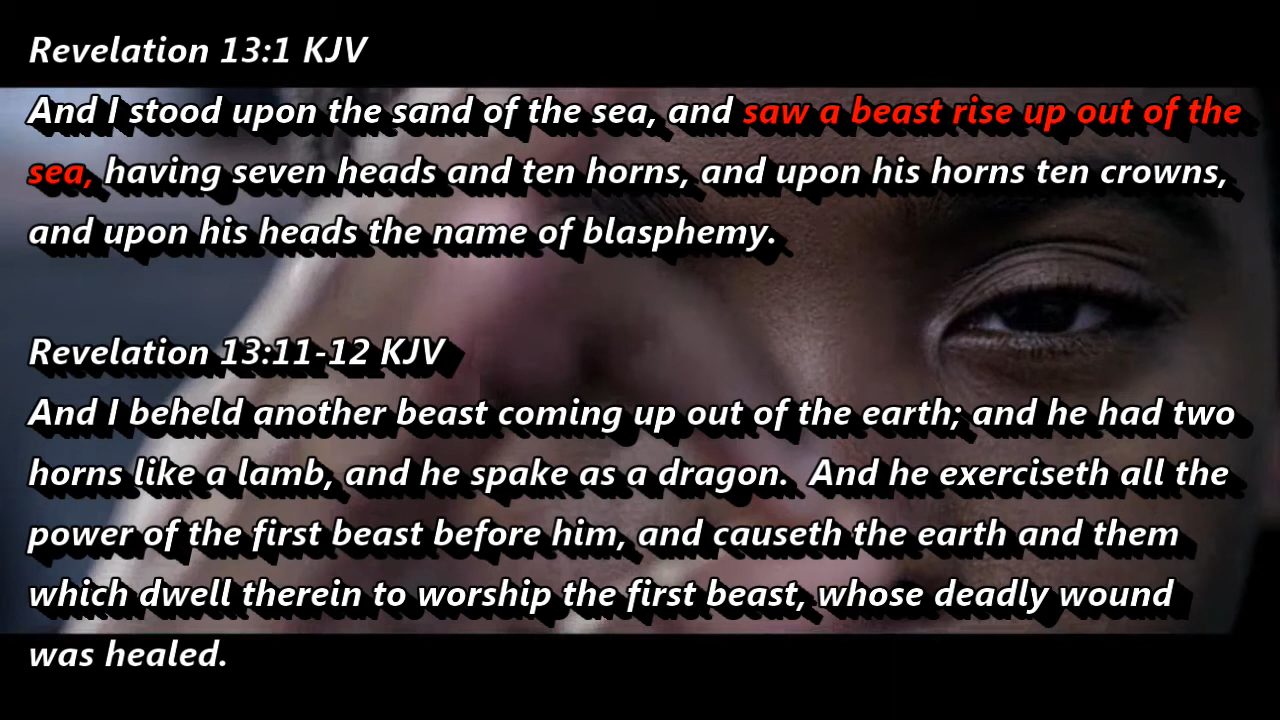 Revelation 13:1 KJV
And I stood upon the sand of the sea, and saw a beast rise up out of the
sea, having seven heads and ten horns, and upon his horns ten crowns,
and upon his heads the name of blasphemy.
Revelation 13:11-12 KJV
And I beheld another beast coming up out of the earth; and he had two
horns like a lamb, and he spake as a dragon.  And he exerciseth all the
power of the first beast before him, and causeth the earth and them
which dwell therein to worship the first beast, whose deadly wound
was healed.